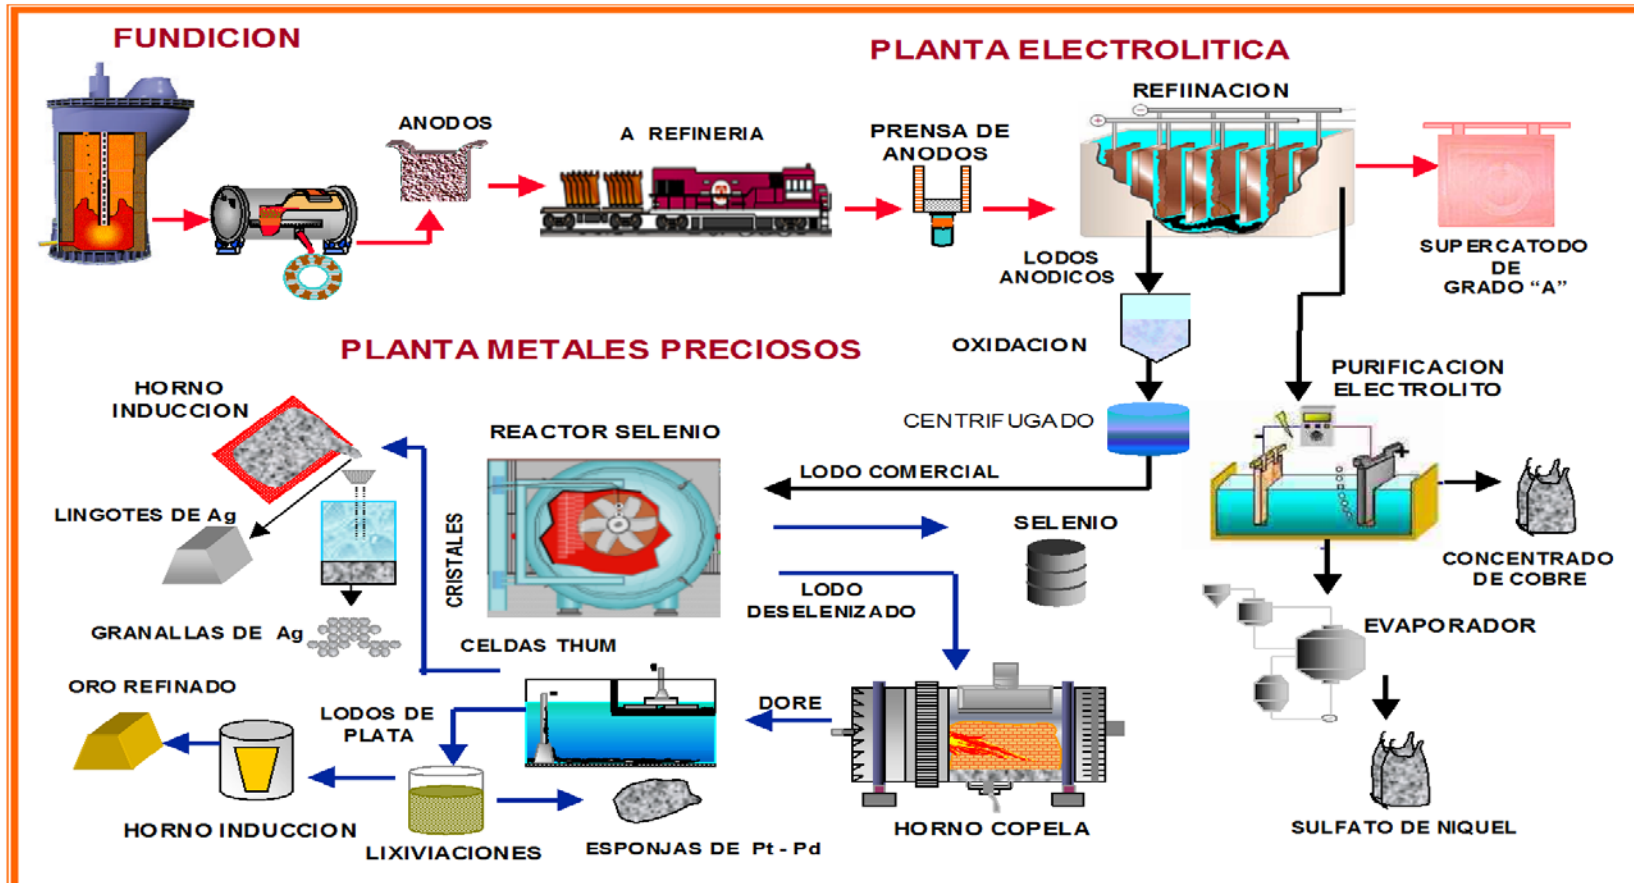 FUNDICION
PLANTA ELECTROLITICA
REFIINACION
ANODOS
A REFINERIA
PRENSA DE
ANODOS
SUPERCATODO
DE
GRADO “A”
LODOS
ANODICOS
OXIDACION
PLANTA METALES PRECIOSOS
PURIFICACION
ELECTROLITO
HORNO
INDUCCION
CENTRIFUGADO
REACTOR SELENIO
LODO COMERCIAL
LINGOTES DE Ag
SELENIO
CRISTALES
CONCENTRADO
DE COBRE
LODO
DESELENIZADO
GRANALLAS DE Ag
EVAPORADOR
CELDAS THUM
ORO REFINADO
DORE
LODOS DE
PLATA
HORNO INDUCCION
LIXIVIACIONES
ESPONJAS DE Pt - Pd
HORNO COPELA
SULFATO DE NIQUEL